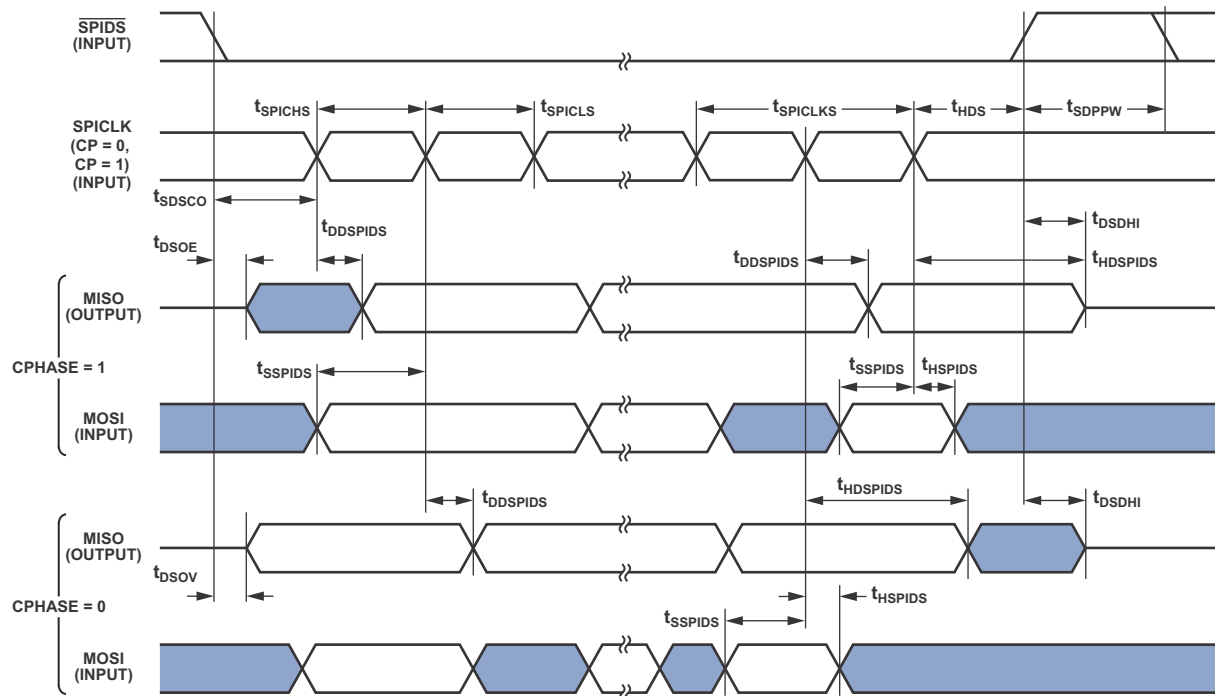 SPIDS
(INPUT)
tSPICHS
tSPICLS
tSPICLKS
tHDS
tSDPPW
SPICLK
(CP = 0,
CP = 1)
(INPUT)
tSDSCO
tDDSPIDS
tDSOE
tDDSPIDS
tDSDHI
tHDSPIDS
MISO
(OUTPUT)
CPHASE = 1
tSSPIDS
tSSPIDS
tHSPIDS
MOSI
(INPUT)
tDDSPIDS
tHDSPIDS
tDSDHI
MISO
(OUTPUT)
tDSOV
CPHASE = 0
tSSPIDS
tHSPIDS
MOSI
(INPUT)